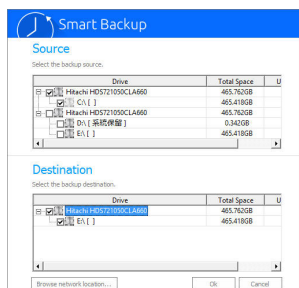 Smart Backup
Source
Select the backup source.
Drive Total Space U
Hitachi HDS721050CLA660 465.762GB
C:\ [ ] 465.418GB
Hitachi HDS721050CLA660 465.762GB
D:\ [ 系統保留 ] 0.342GB
E:\ [ ] 465.418GB
Destination
Select the backup destination.
Drive Total Space U
Hitachi HDS721050CLA660 465.762GB
E:\ [ ] 465.418GB
Browse network location... Ok Cancel